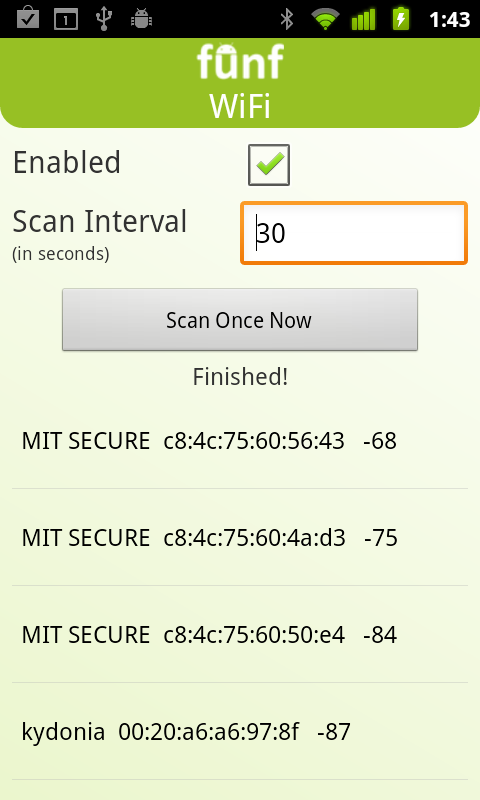 1 1:43
funf
WiFi
Enabled
Scan Interval
(in seconds)
30
Scan Once Now
Finished!
MIT SECURE c8:4c:75:60:56:43 -68
MIT SECURE c8:4c:75:60:4a:d3 -75
MIT SECURE c8:4c:75:60:50:e4 -84
kydonia 00:20:a6:a6:97:8f -87